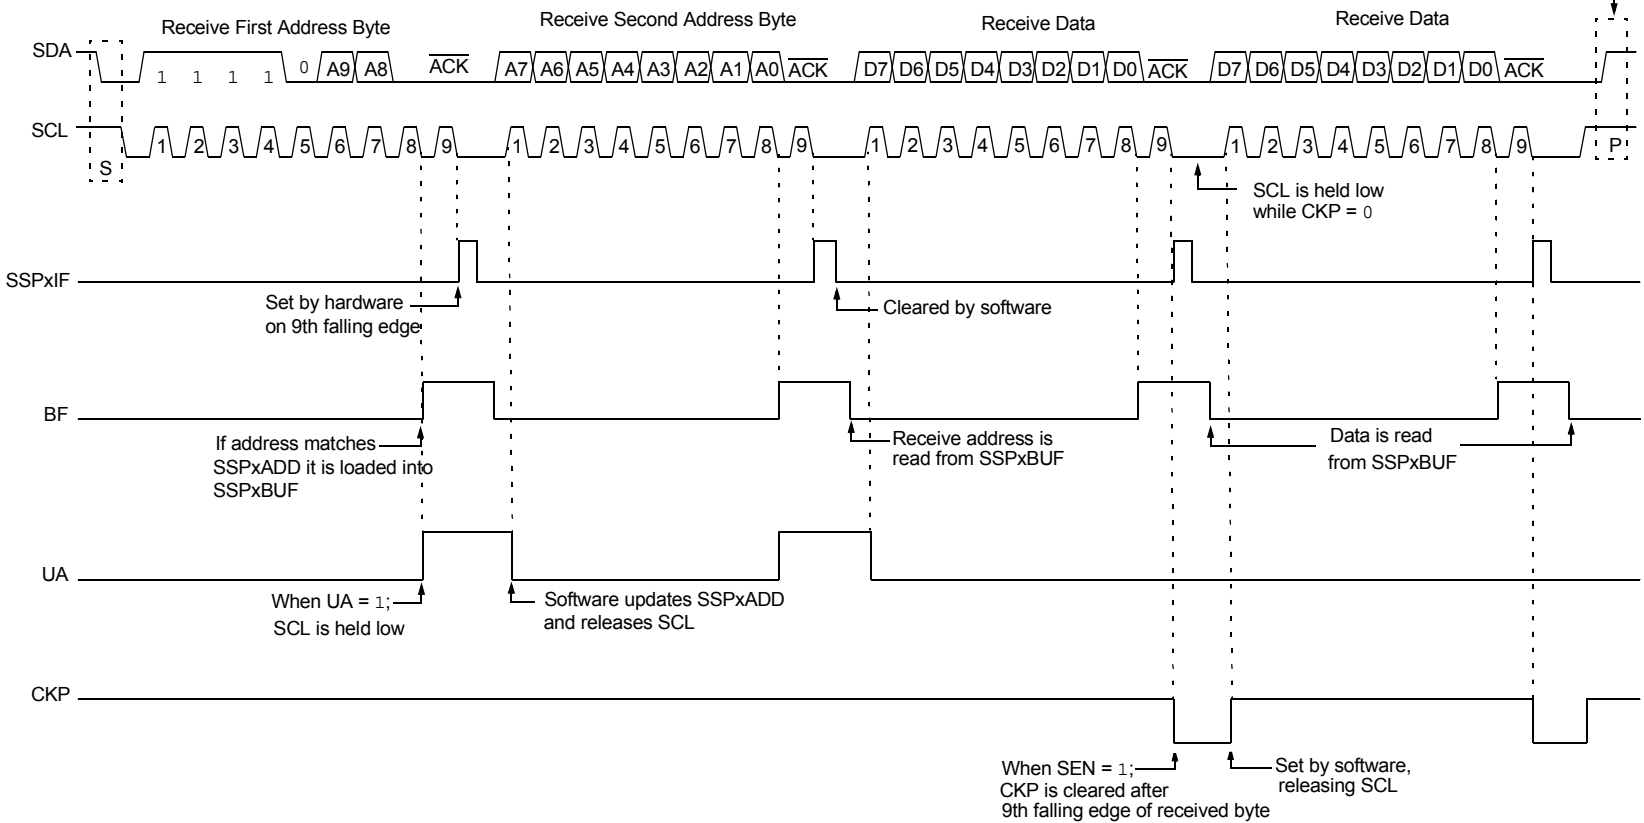 Receive First Address Byte
Receive Second Address Byte
Receive Data
Receive Data
SDA
1 1 1 1 0 A9 A8 ACK A7 A6 A5 A4 A3 A2 A1 A0 ACK D7 D6 D5 D4 D3 D2 D1 D0 ACK D7 D6 D5 D4 D3 D2 D1 D0 ACK
SCL
S
1 2 3 4 5 6 7 8 9 1 2 3 4 5 6 7 8 9 1 2 3 4 5 6 7 8 9 1 2 3 4 5 6 7 8 9
P
SCL is held low
while CKP = 0
SSPxIF
Set by hardware
on 9th falling edge
Cleared by software
BF
If address matches
SSPxADD it is loaded into
SSPxBUF
Receive address is
read from SSPxBUF
Data is read
from SSPxBUF
UA
When UA = 1;
SCL is held low
Software updates SSPxADD
and releases SCL
CKP
When SEN = 1;
CKP is cleared after
9th falling edge of received byte
Set by software,
releasing SCL